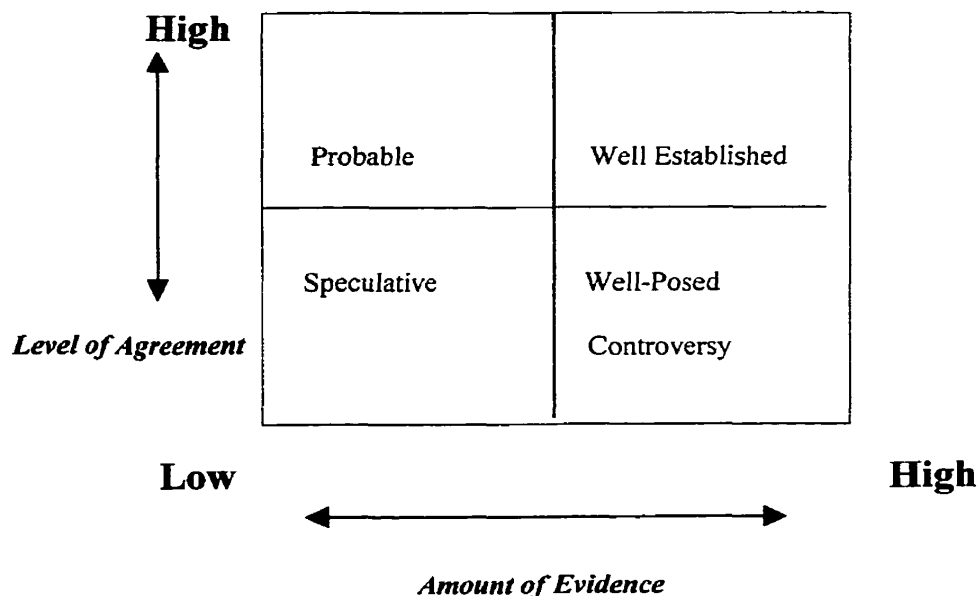 High
Probable
Well Established
Speculative
Well-Posed
Level of Agreement
Controversy
Low
High
Amount of Evidence